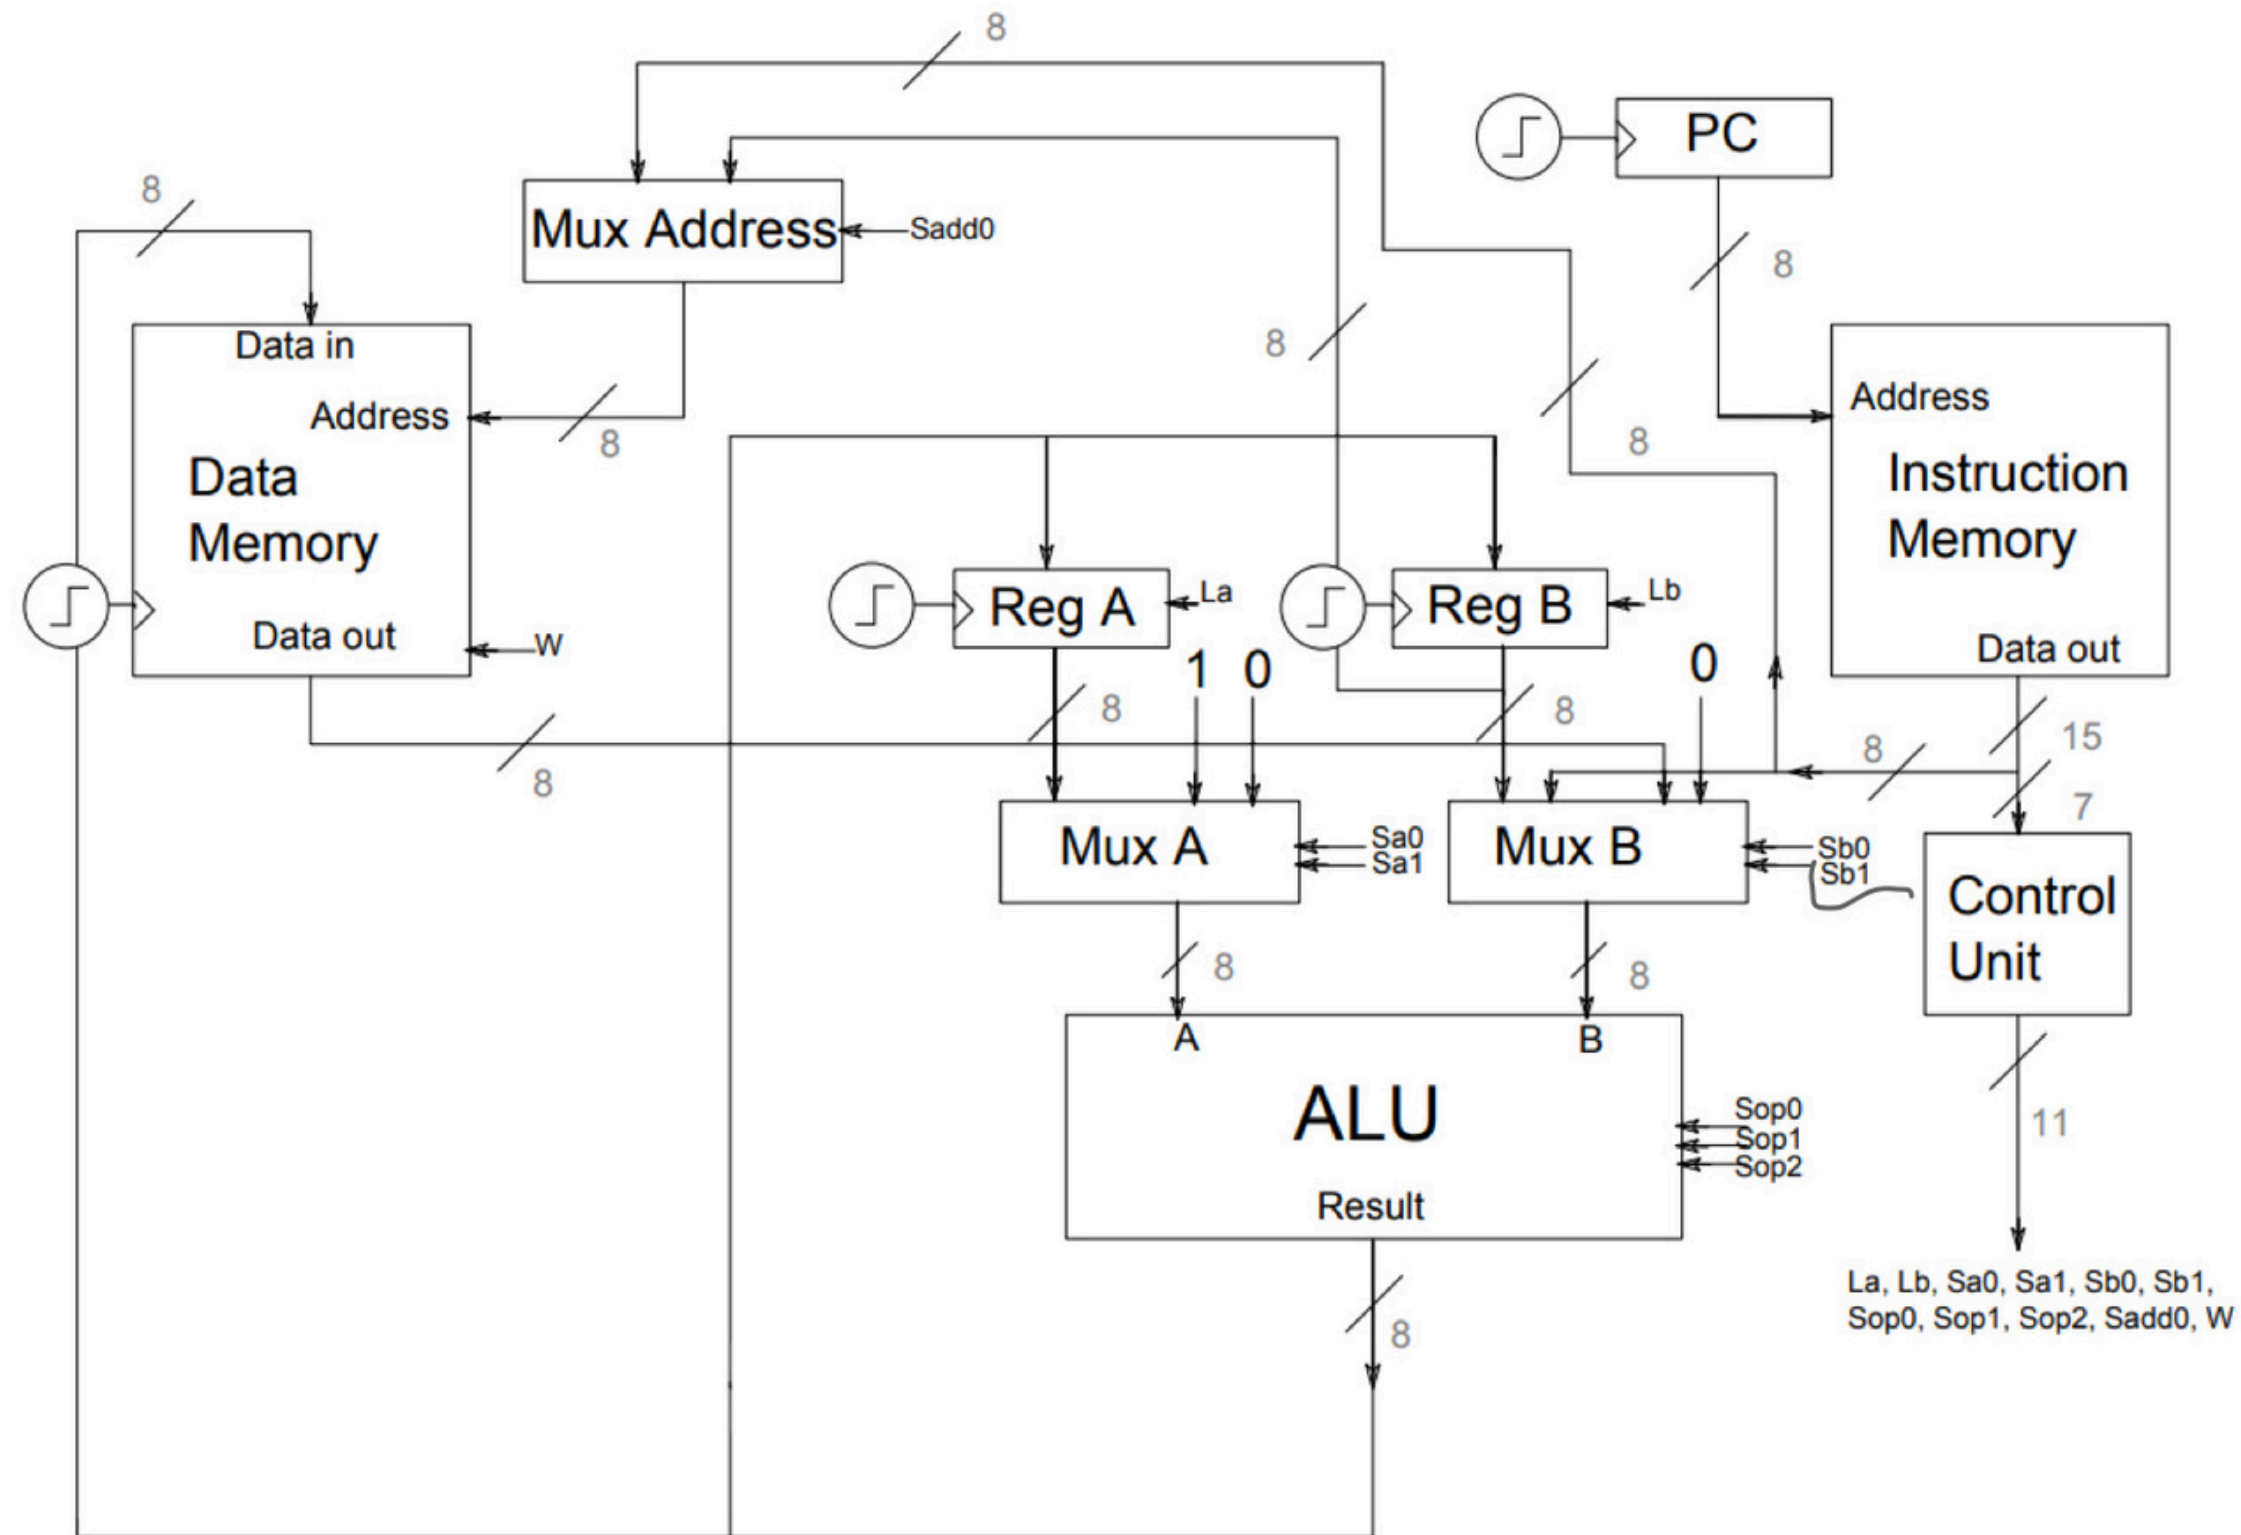 8
PC
8
Mux Address
Sadd0
8
8
Data in
8
Address
8
Address
8
Data
Memory
Instruction
Memory
Reg A
La
Reg B
Lb
Data out
W
1 0
0
Data out
8
8
15
8
8
7
Mux A
Sa0
Sa1
Mux B
Sb0
Sb1
Control
Unit
8
8
A
B
ALU
Sop0
Sop1
Sop2
11
Result
La, Lb, Sa0, Sa1, Sb0, Sb1,
Sop0, Sop1, Sop2, Sadd0, W
8